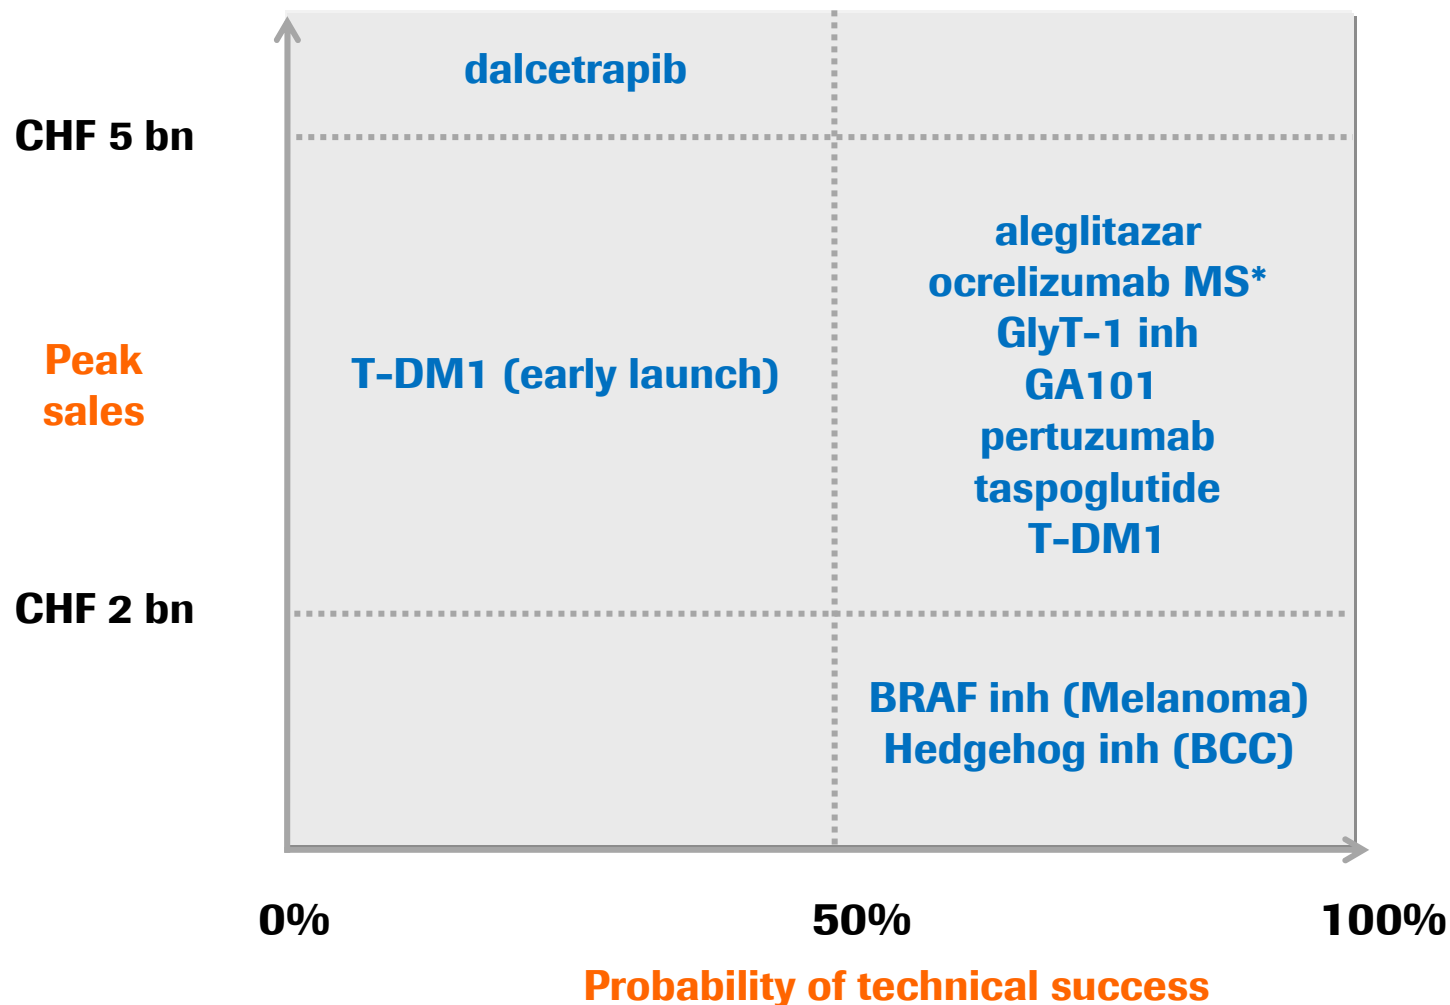 dalcetrapib
CHF 5 bn
aleglitazar
ocrelizumab MS*
GlyT-1 inh
GA101
pertuzumab
taspoglutide
T-DM1
Peak
sales
T-DM1 (early launch)
CHF 2 bn
BRAF inh (Melanoma)
Hedgehog inh (BCC)
0%
50%
100%
Probability of technical success